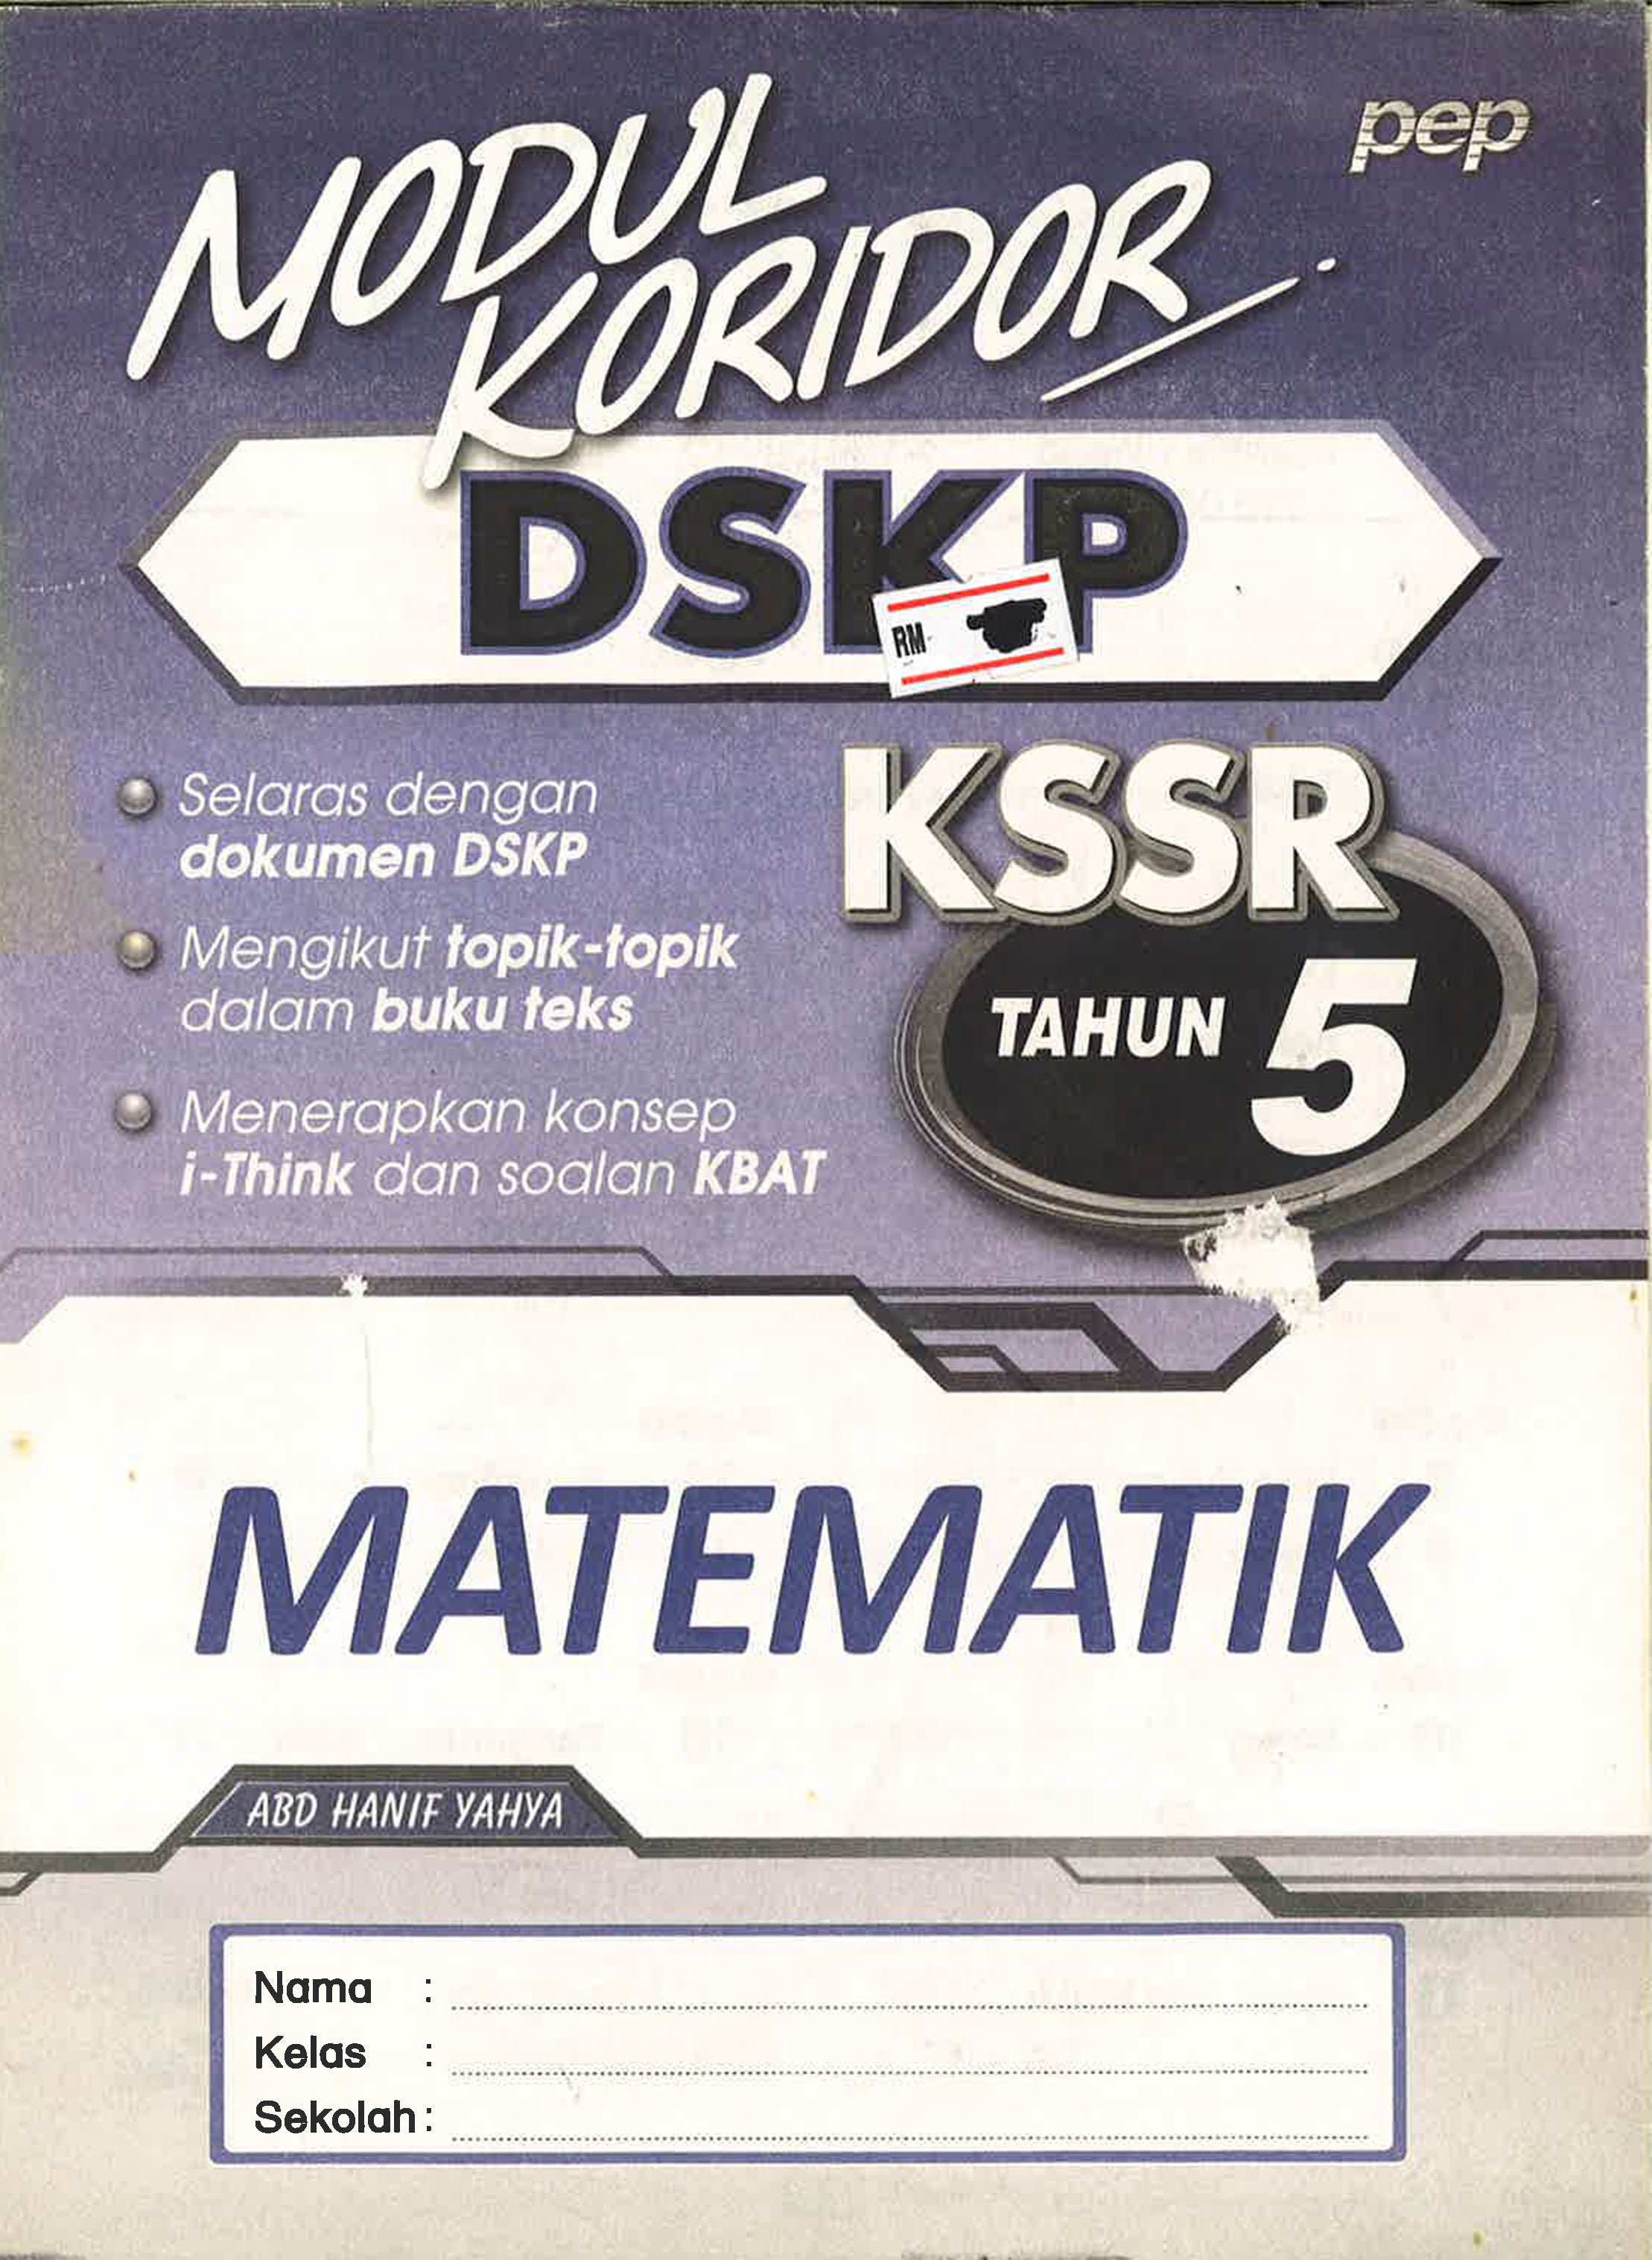 pep
MODUL
KORIDOR
DSKP
RM
Selaras dengan
dokumen DSKP
Mengikut topik-topik
dalam buku teks
Menerapkan konsep
i-Think dan soalan KBAT
KSSR
TAHUN 5
MATEMATIK
ABD HANIF YAHYA
Nama :
Kelas :
Sekolah :